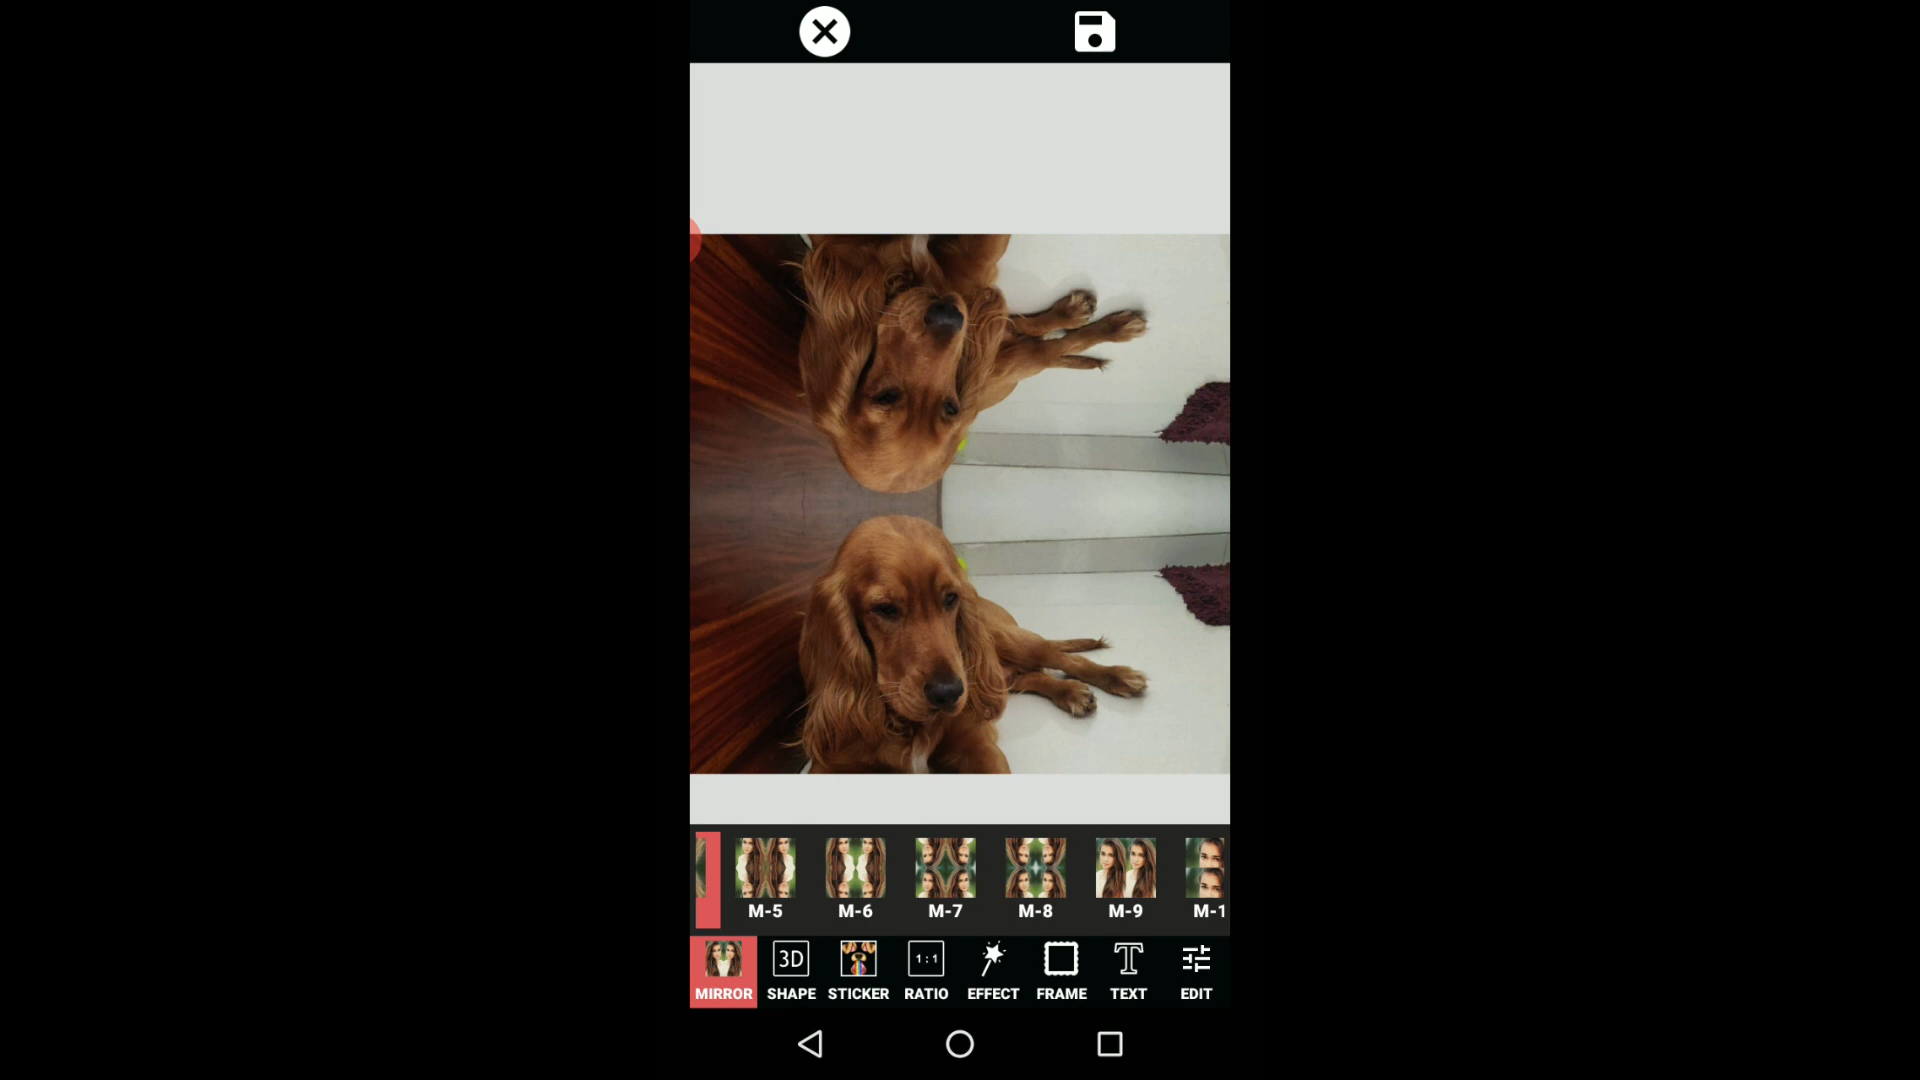 M-5 M-6 M-7 M-8 M-9 M-1
3D 1:1
MIRROR SHAPE STICKER RATIO EFFECT FRAME TEXT EDIT